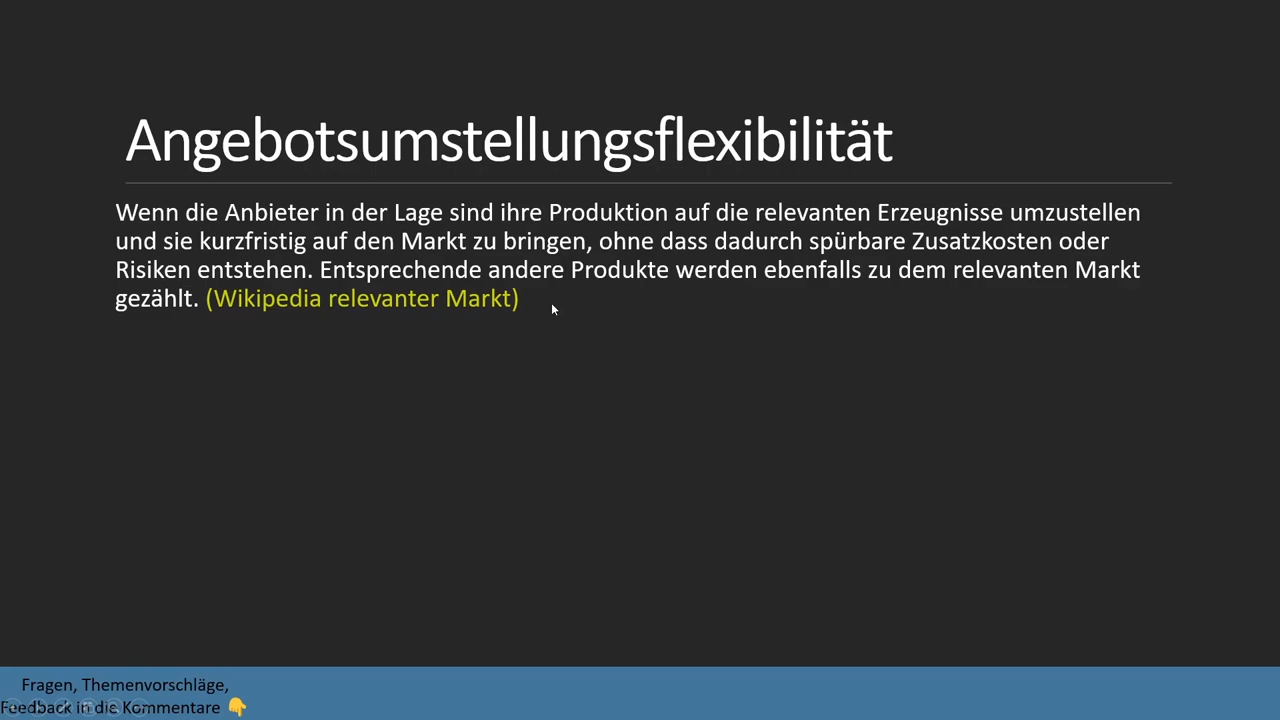 Angebotsumstellungsflexibilität
Wenn die Anbieter in der Lage sind ihre Produktion auf die relevanten Erzeugnisse umzustellen
und sie kurzfristig auf den Markt zu bringen, ohne dass dadurch spürbare Zusatzkosten oder
Risiken entstehen. Entsprechende andere Produkte werden ebenfalls zu dem relevanten Markt
gezählt. (Wikipedia relevanter Markt)
Fragen, Themenvorschläge,
Feedback in die Kommentare 👇